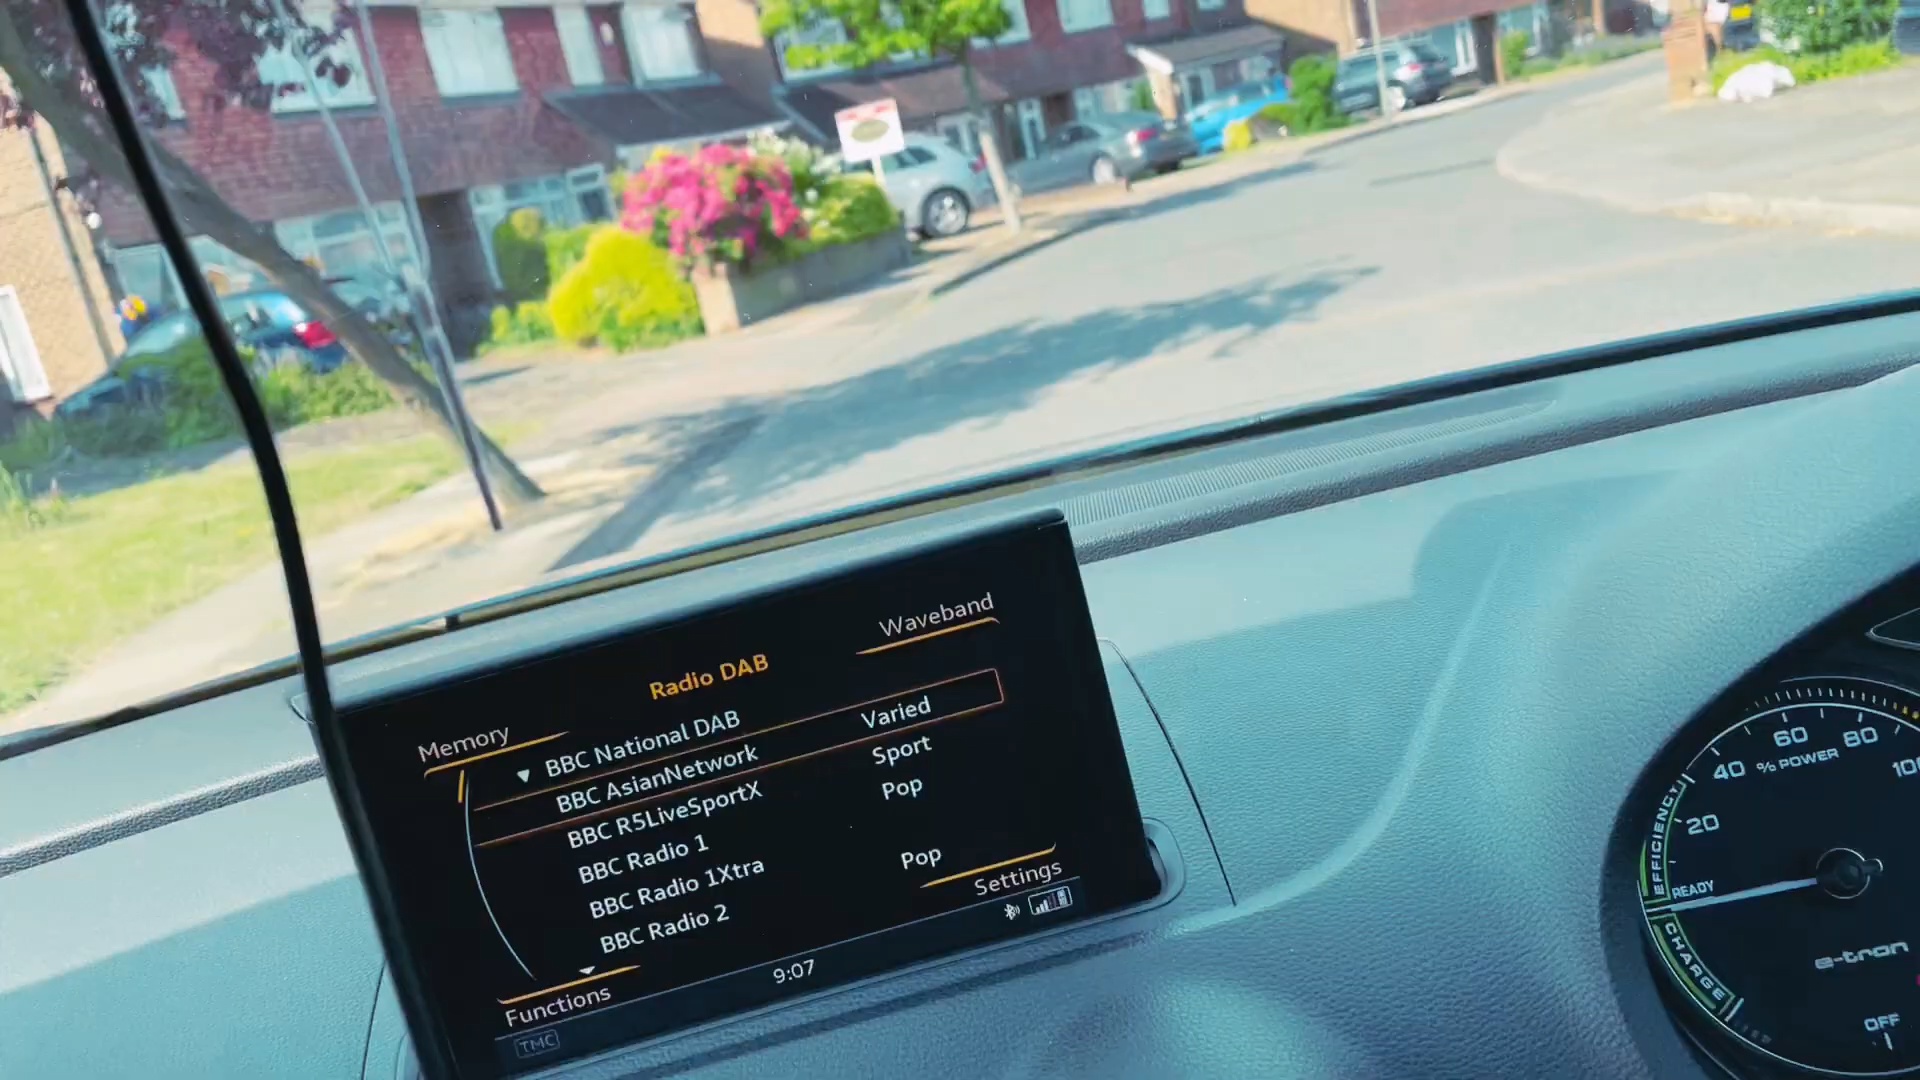 Waveband
Radio DAB
Memory
BBC National DAB
BBC AsianNetwork Varied
BBC R5LiveSportX Sport
BBC Radio 1 Pop
BBC Radio 1Xtra
BBC Radio 2 Pop
Settings
Functions
9:07
TMC
% POWER
20
40
60
80
100
EFFICIENCY
READY
CHARGE
e-tron
OFF